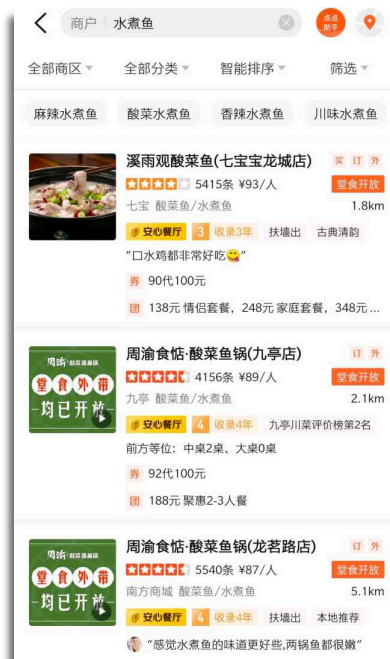 商户 水煮鱼 点点助手
全部商区 全部分类 智能排序 筛选
麻辣水煮鱼 酸菜水煮鱼 香辣水煮鱼 川味水煮鱼
溪雨观酸菜鱼(七宝宝龙城店) 买 订 外
5415条 ¥93/人 堂食开放
七宝 酸菜鱼/水煮鱼 1.8km
安心餐厅 3 收录3年 扶墙出 古典清韵
“口水鸡都非常好吃😋”
券 90代100元
团 138元 情侣套餐，248元 家庭套餐，348元 ...
周渝食惦·酸菜鱼锅(九亭店) 订 外
4156条 ¥89/人 堂食开放
九亭 酸菜鱼/水煮鱼 2.1km
安心餐厅 4 收录4年 九亭川菜评价榜第2名
前方等位：中桌2桌、大桌0桌
券 92代100元
团 188元 聚惠2-3人餐
堂食外带
均已开放
周渝食惦·酸菜鱼锅(龙茗路店) 订 外
5540条 ¥87/人 堂食开放
南方商城 酸菜鱼/水煮鱼 5.1km
安心餐厅 4 收录4年 扶墙出 本地推荐
“感觉水煮鱼的味道更好些,两锅鱼都很嫩”
堂食外带
均已开放